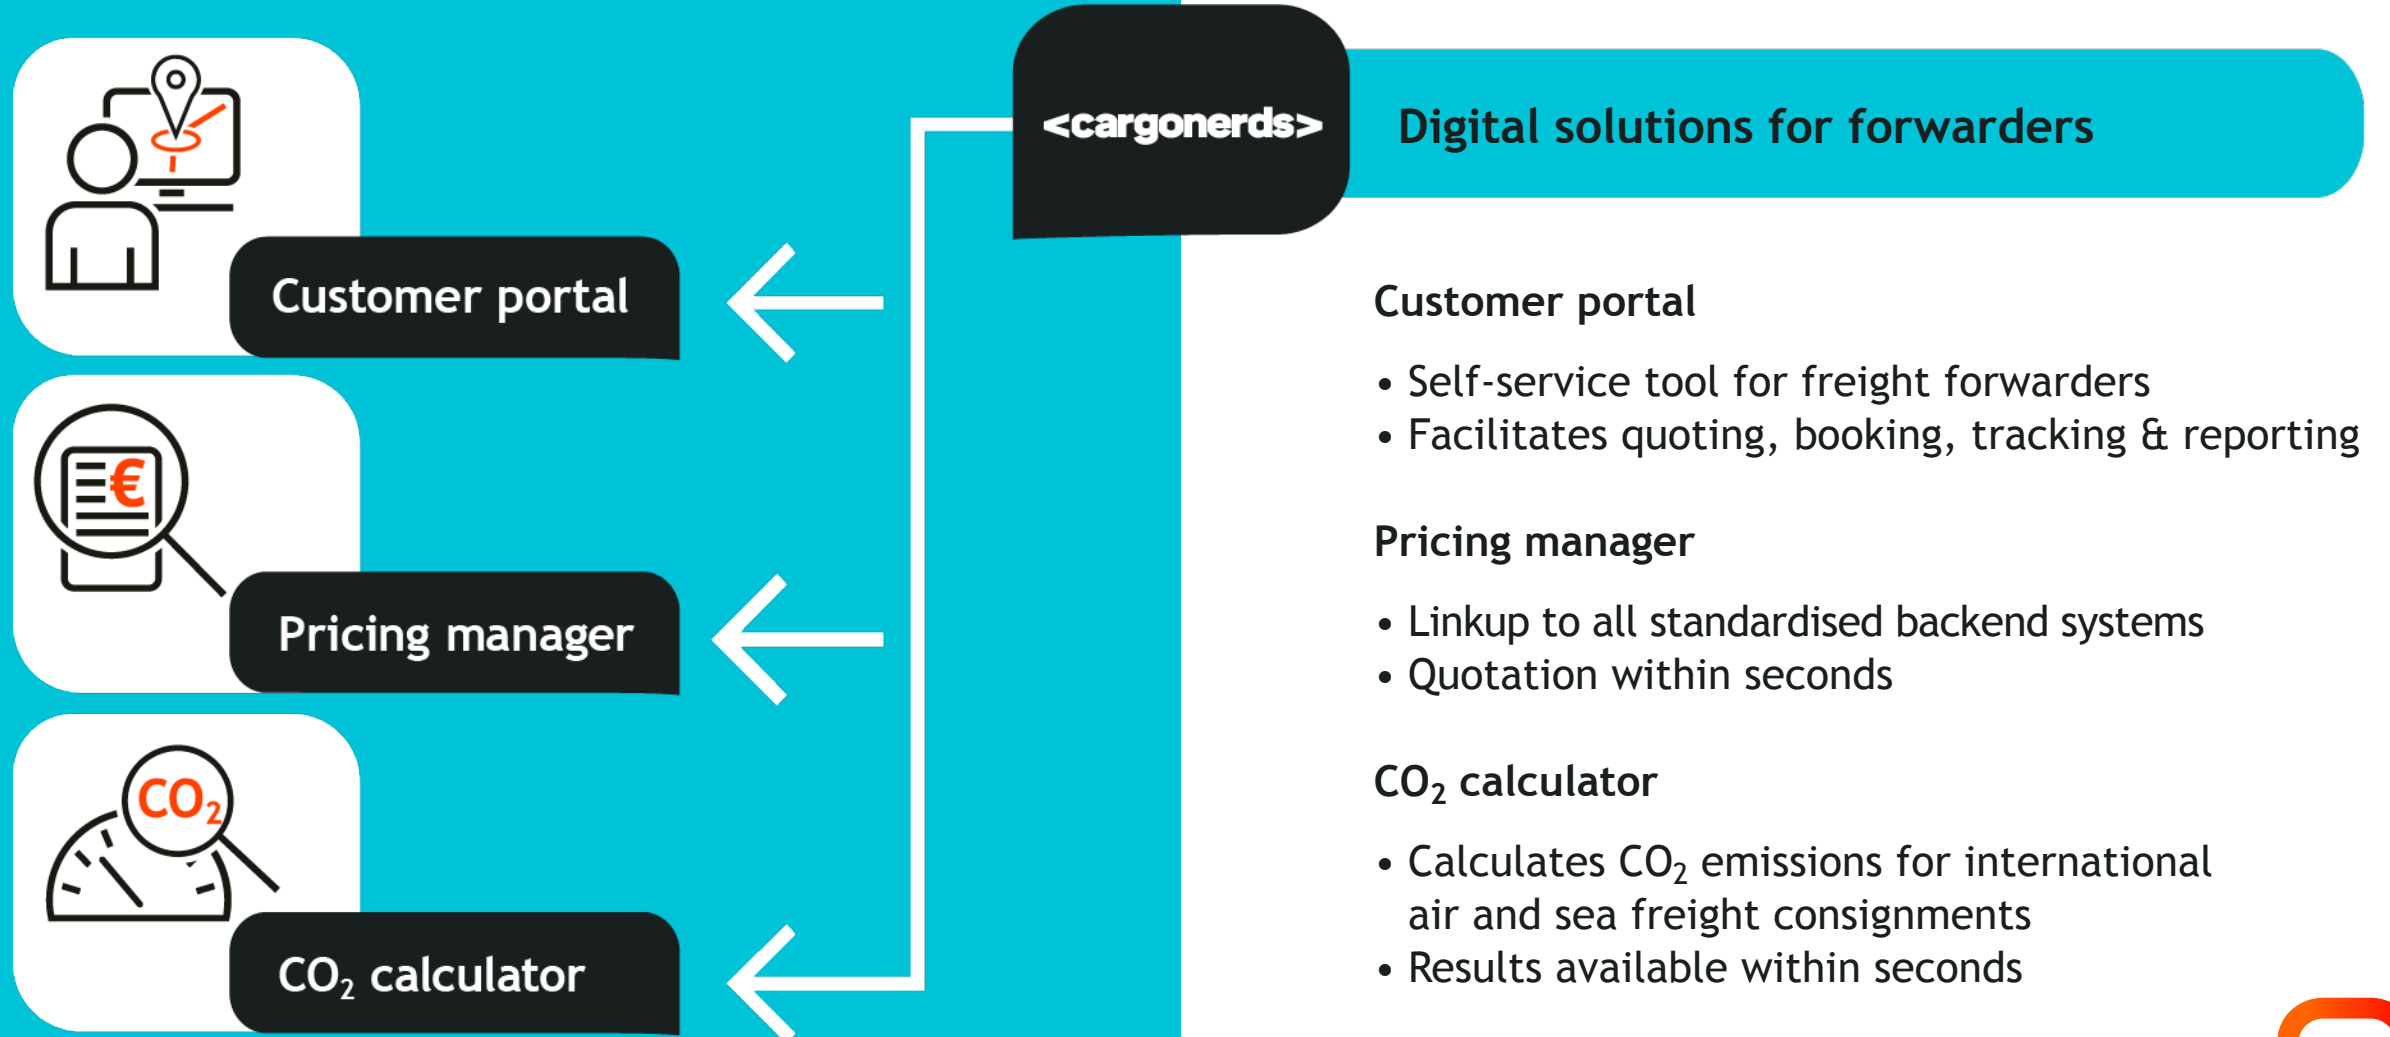 <cargonerds>
Digital solutions for forwarders
€
Customer portal
Pricing manager
CO₂
CO₂ calculator
Customer portal
• Self-service tool for freight forwarders
• Facilitates quoting, booking, tracking & reporting
Pricing manager
• Linkup to all standardised backend systems
• Quotation within seconds
CO₂ calculator
• Calculates CO₂ emissions for international
air and sea freight consignments
• Results available within seconds